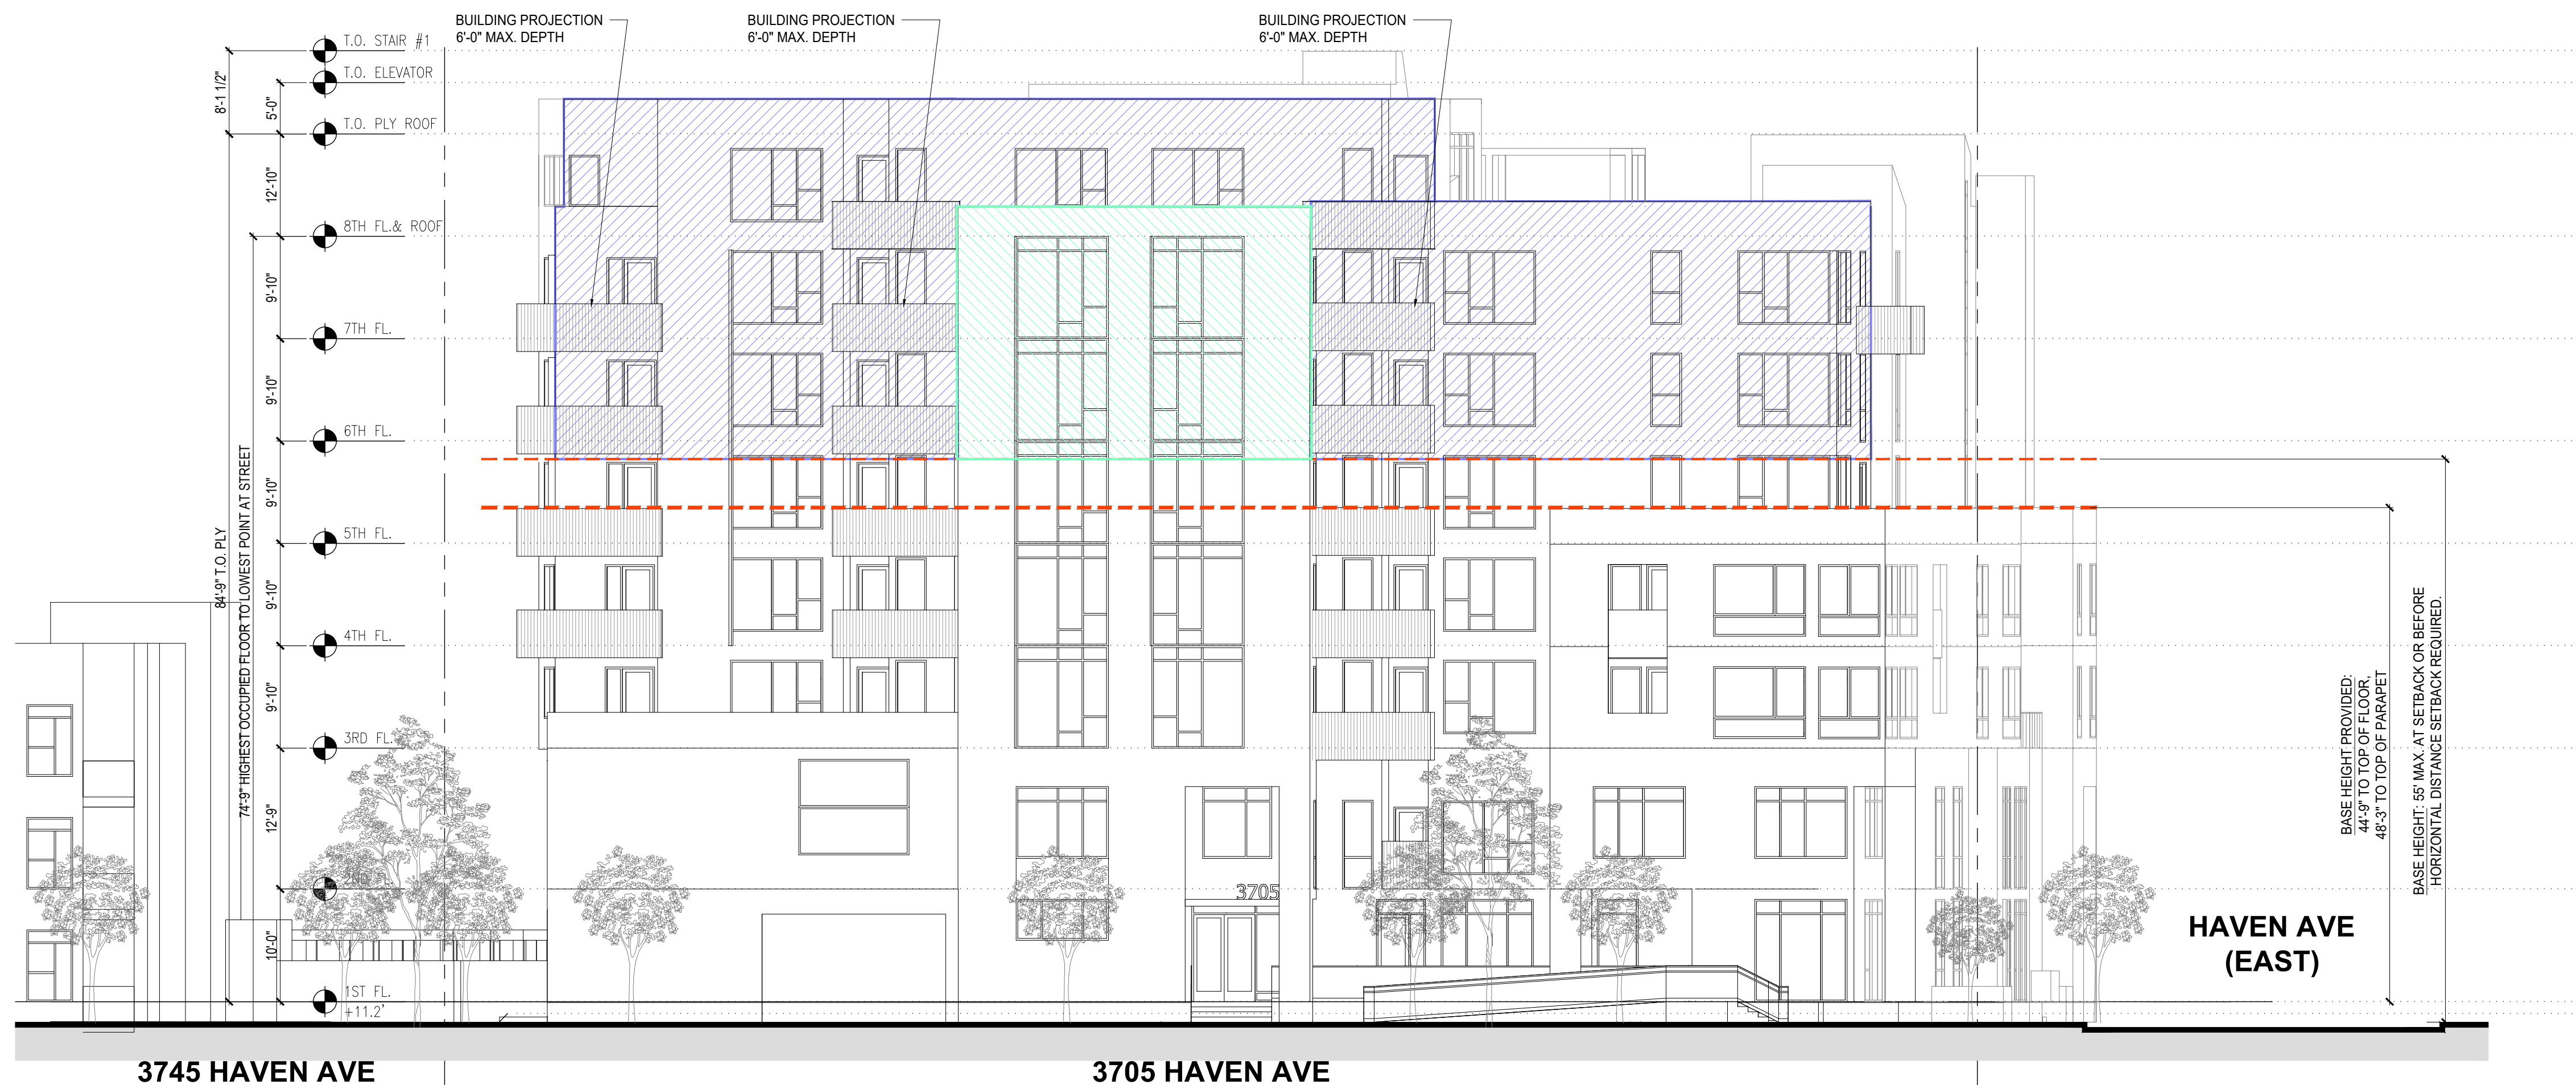 BUILDING PROJECTION
6'-0" MAX. DEPTH
BUILDING PROJECTION
6'-0" MAX. DEPTH
BUILDING PROJECTION
6'-0" MAX. DEPTH
T.O. STAIR #1
T.O. ELEVATOR
T.O. PLY ROOF
8TH FL.& ROOF
7TH FL.
6TH FL.
5TH FL.
4TH FL.
3RD FL.
1ST FL.
+11.2'
8'-1 1/2"
5'-0"
12'-10"
9'-10"
9'-10"
9'-10"
9'-10"
9'-10"
12'-9"
10'-0"
84'-9" T.O. PLY
74'-9" HIGHEST OCCUPIED FLOOR TO LOWEST POINT AT STREET
3705
BASE HEIGHT PROVIDED:
44'-9" TO TOP OF FLOOR,
48'-3" TO TOP OF PARAPET
BASE HEIGHT: 55' MAX. AT SETBACK OR BEFORE
HORIZONTAL DISTANCE SETBACK REQUIRED.
HAVEN AVE
(EAST)
3745 HAVEN AVE
3705 HAVEN AVE